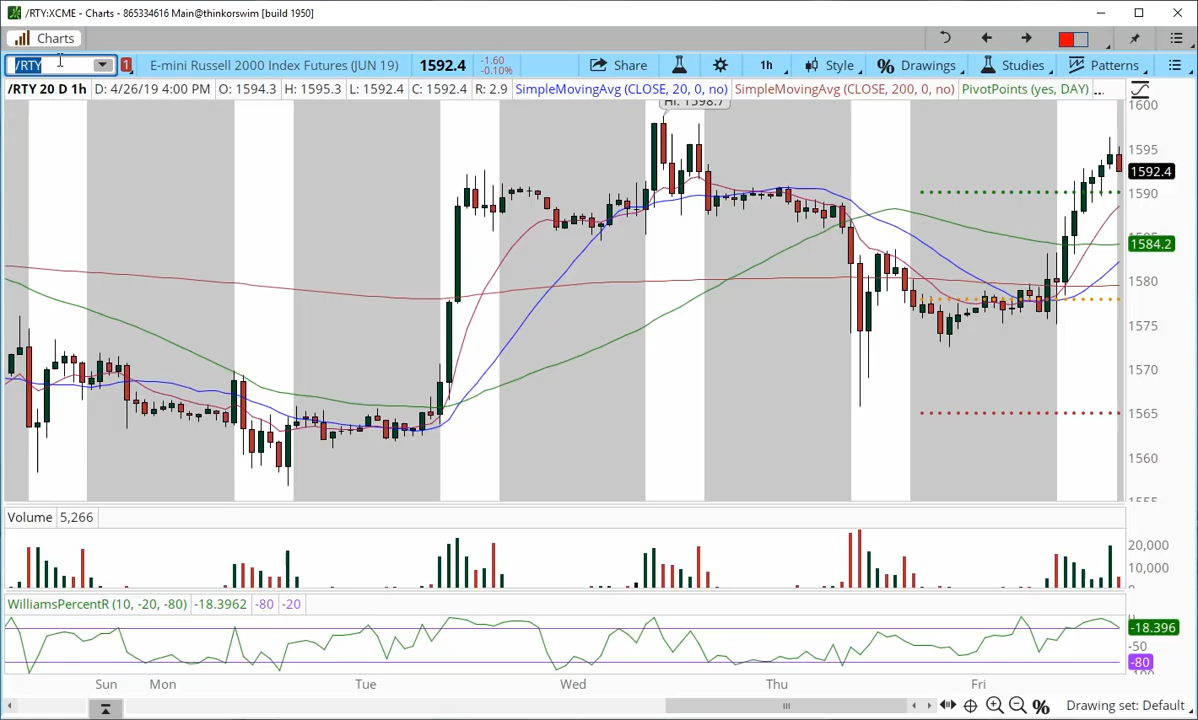 /RTY:XCME - Charts - 865334616 Main@thinkorswim [build 1950]
Charts
/RTY 1 E-mini Russell 2000 Index Futures (JUN 19) 1592.4 -1.60 -0.10% Share 1h Style % Drawings Studies Patterns
/RTY 20 D 1h D: 4/26/19 4:00 PM O: 1594.3 H: 1595.3 L: 1592.4 C: 1592.4 R: 2.9 SimpleMovingAvg (CLOSE, 20, 0, no) SimpleMovingAvg (CLOSE, 200, 0, no) PivotPoints (yes, DAY) ...
Hi: 1598.7
1600
1595
1592.4
1590
1584.2
1580
1575
1570
1565
1560
1555
Volume 5,266
20,000
10,000
WilliamsPercentR (10, -20, -80) -18.3962 -80 -20
-18.396
-50
-80
-100
Sun Mon Tue Wed Thu Fri
% Drawing set: Default